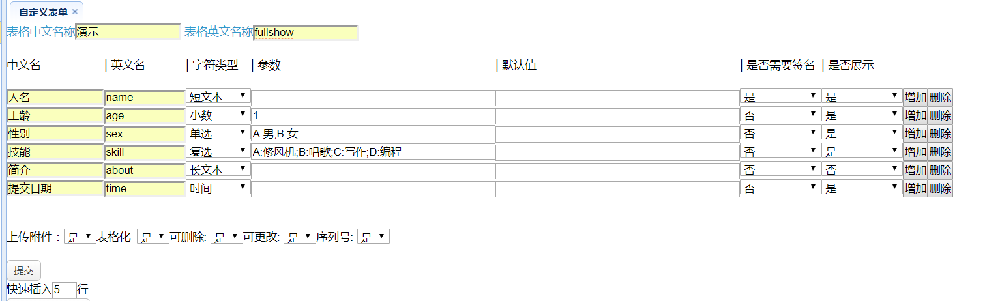 自定义表单 ×
表格中文名称 演示 表格英文名称 fullshow
中文名 | 英文名 | 字符类型 | 参数 | 默认值 | 是否需要签名 | 是否展示
人名 name 短文本 是 是 增加 删除
工龄 age 小数 1 否 是 增加 删除
性别 sex 单选 A:男;B:女 否 是 增加 删除
技能 skill 复选 A:修风机;B:唱歌;C:写作;D:编程 否 是 增加 删除
简介 about 长文本 否 否 增加 删除
提交日期 time 时间 否 是 增加 删除
上传附件：是 表格化 是 可删除: 是 可更改: 是 序列号: 是
提交
快速插入 5 行